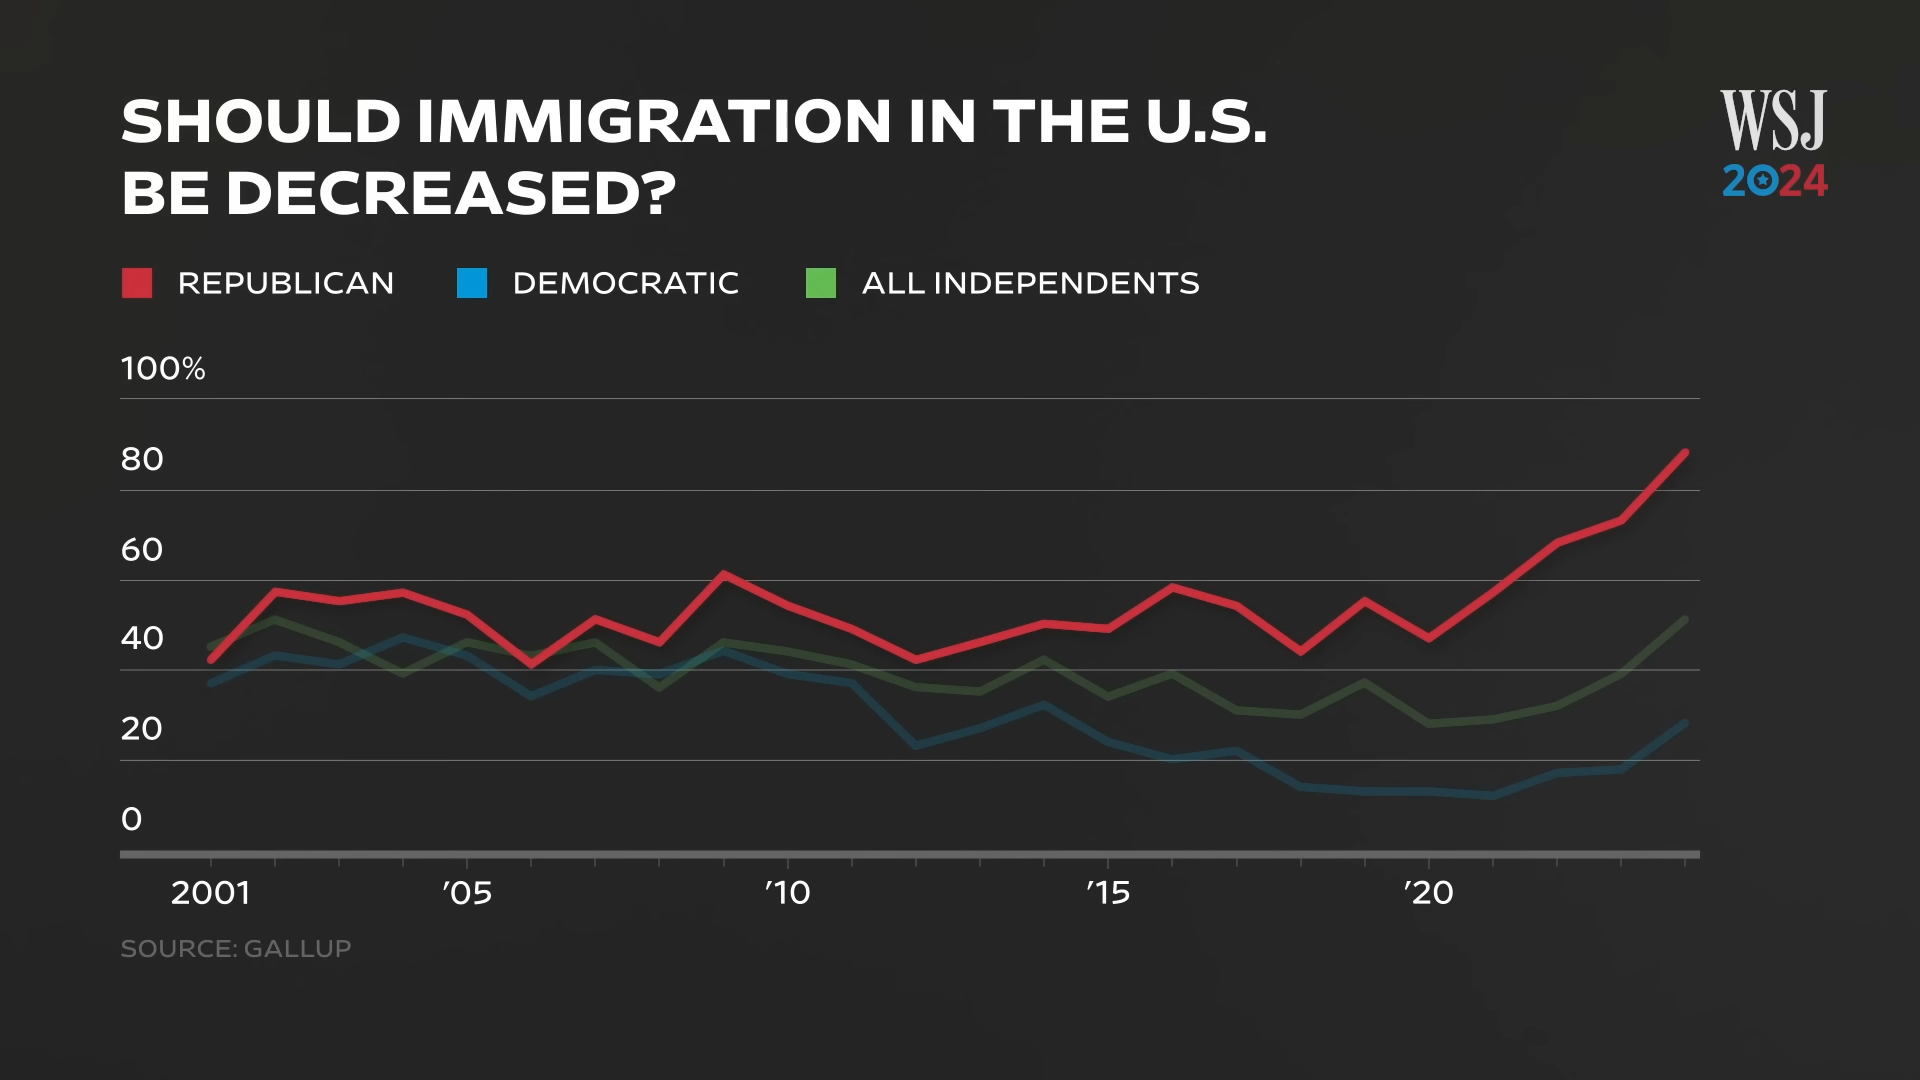 SHOULD IMMIGRATION IN THE U.S.
BE DECREASED?
WSJ
2024
REPUBLICAN
DEMOCRATIC
ALL INDEPENDENTS
100%
80
60
40
20
0
2001
’05
’10
’15
’20
SOURCE: GALLUP